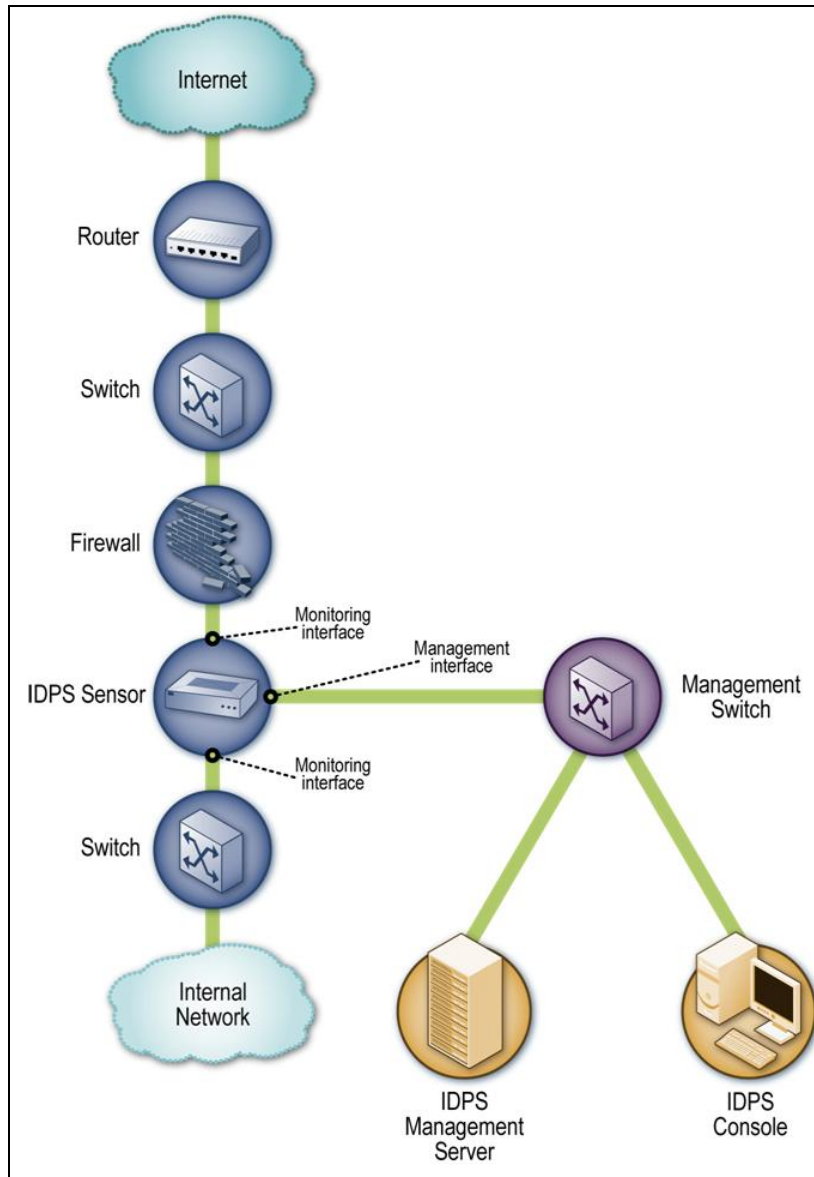 Internet
Router
Switch
Firewall
Monitoring
interface
Management
interface
IDPS Sensor
Management
Switch
Monitoring
interface
Switch
Internal
Network
IDPS
Management
Server
IDPS
Console